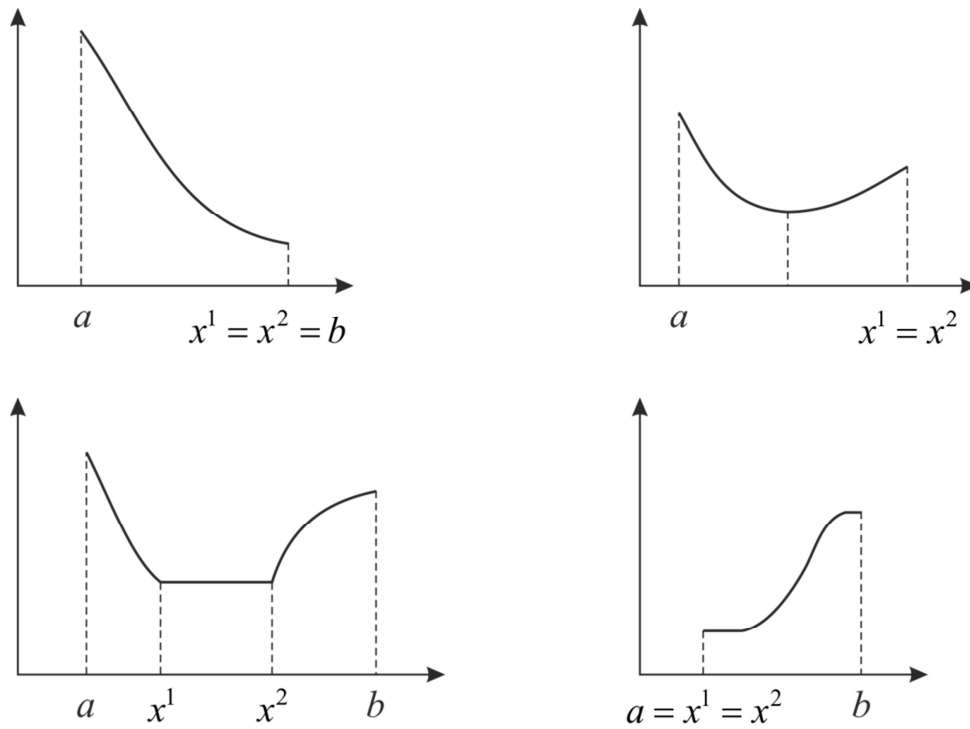 a
x¹ = x² = b
a
x¹ = x²
a x¹ x² b
a = x¹ = x² b